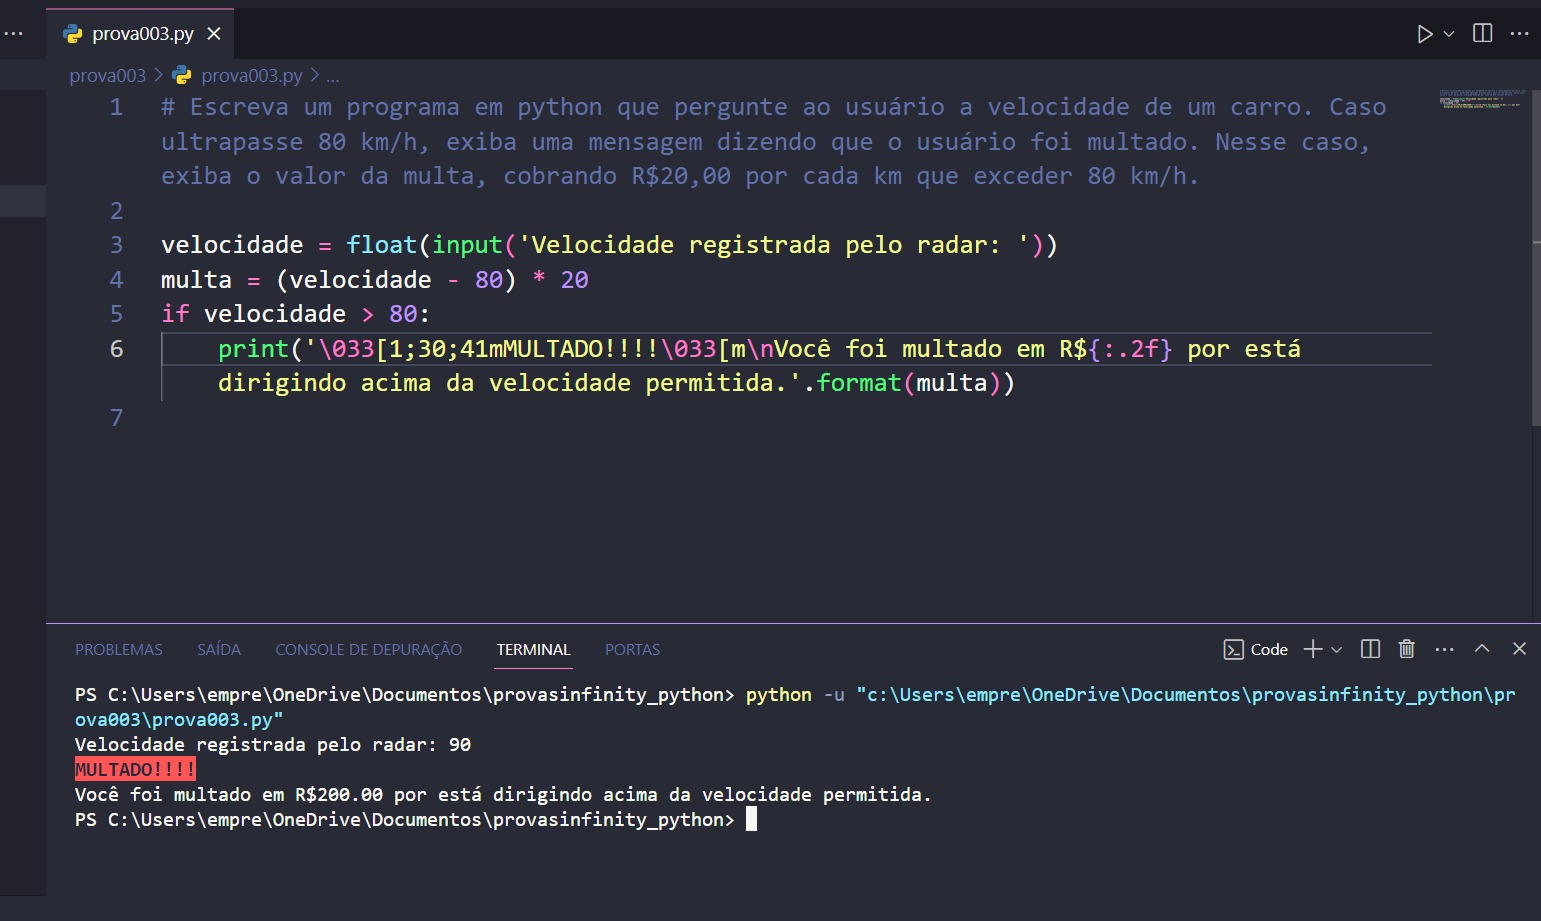 ...
prova003.py
prova003 > prova003.py > ...
1 # Escreva um programa em python que pergunte ao usuário a velocidade de um carro. Caso
ultrapasse 80 km/h, exiba uma mensagem dizendo que o usuário foi multado. Nesse caso,
exiba o valor da multa, cobrando R$20,00 por cada km que exceder 80 km/h.
2
3 velocidade = float(input('Velocidade registrada pelo radar: '))
4 multa = (velocidade - 80) * 20
5 if velocidade > 80:
6 print('\033[1;30;41mMULTADO!!!!\033[m\nVocê foi multado em R${:.2f} por está
dirigindo acima da velocidade permitida.'.format(multa))
7
PROBLEMAS SAÍDA CONSOLE DE DEPURAÇÃO TERMINAL PORTAS Code
PS C:\Users\empre\OneDrive\Documentos\provasinfinity_python> python -u "c:\Users\empre\OneDrive\Documentos\provasinfinity_python\pr
ova003\prova003.py"
Velocidade registrada pelo radar: 90
MULTADO!!!!
Você foi multado em R$200.00 por está dirigindo acima da velocidade permitida.
PS C:\Users\empre\OneDrive\Documentos\provasinfinity_python>